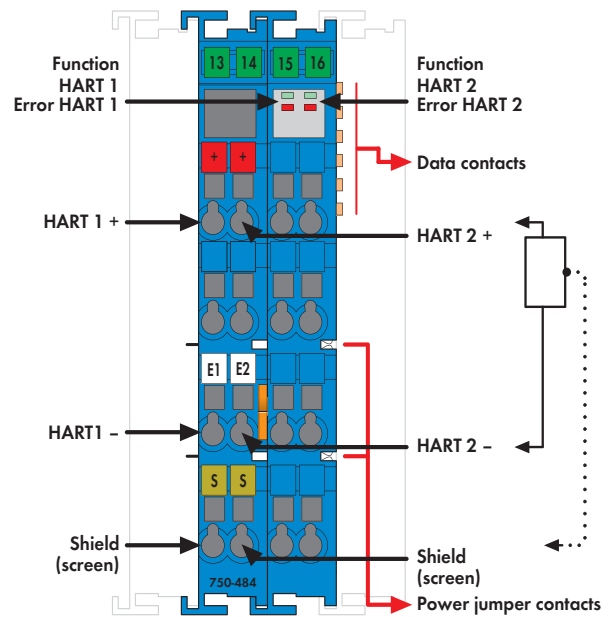 13 14 15 16
Function
HART 1
Error HART 1
Function
HART 2
Error HART 2
+ +
Data contacts
HART 1 +
HART 2 +
E1 E2
HART1 –
HART 2 –
S S
Shield
(screen)
Shield
(screen)
750-484
Power jumper contacts